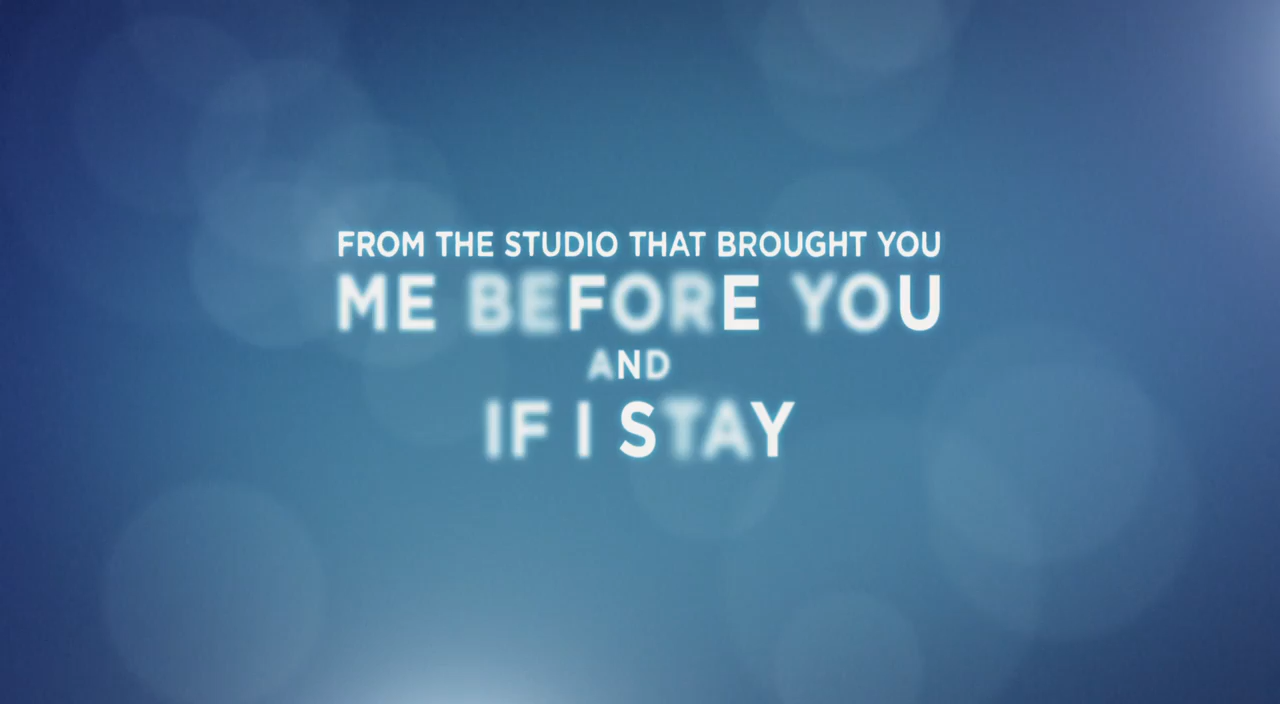 FROM THE STUDIO THAT BROUGHT YOU
ME BEFORE YOU
AND
IF I STAY